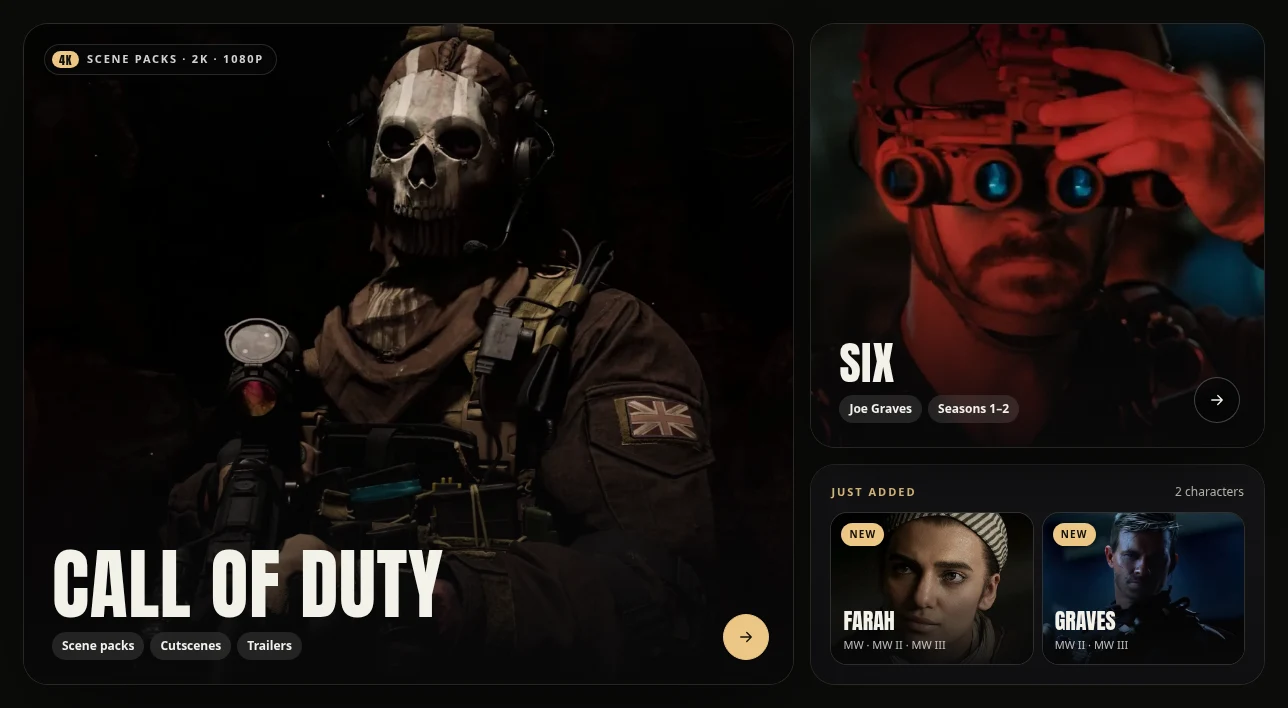 4K SCENE PACKS · 2K · 1080P
CALL OF DUTY
Scene packs Cutscenes Trailers
SIX
Joe Graves Seasons 1–2
JUST ADDED 2 characters
NEW
FARAH
MW · MW II · MW III
NEW
GRAVES
MW II · MW III